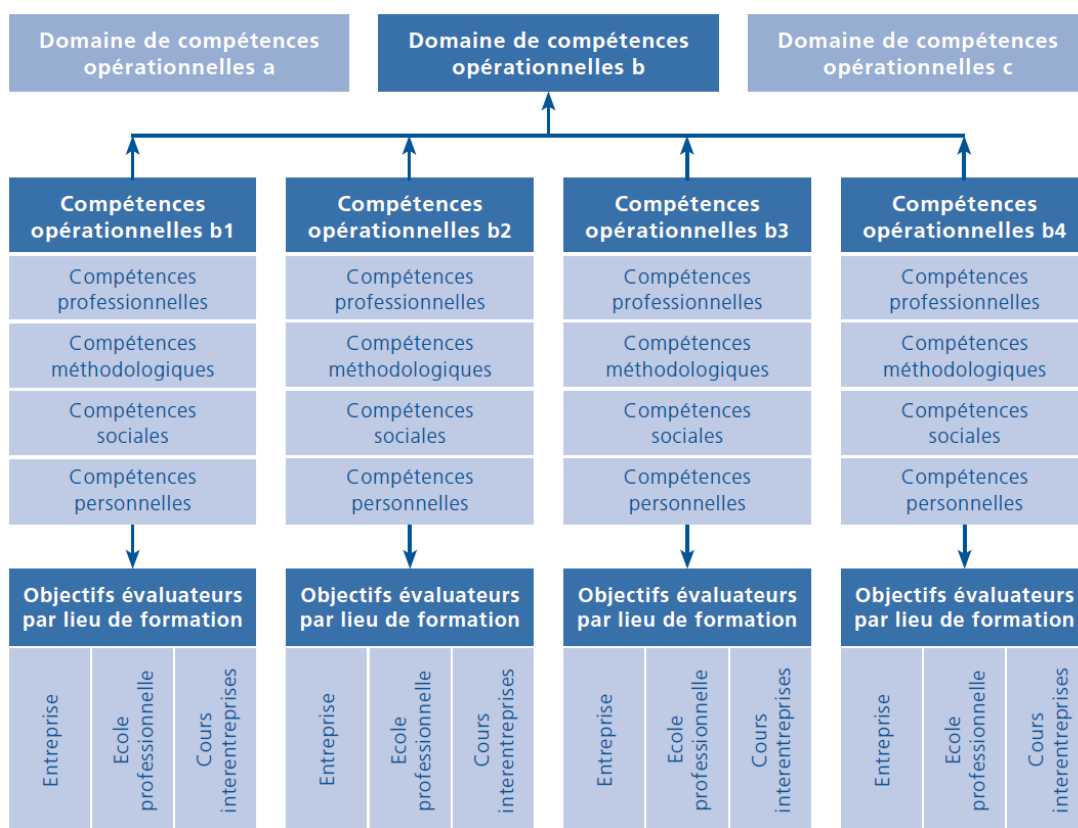 Domaine de compétences
opérationnelles a
Domaine de compétences
opérationnelles b
Domaine de compétences
opérationnelles c
Compétences
opérationnelles b1
Compétences
opérationnelles b2
Compétences
opérationnelles b3
Compétences
opérationnelles b4
Compétences
professionnelles
Compétences
professionnelles
Compétences
professionnelles
Compétences
professionnelles
Compétences
méthodologiques
Compétences
méthodologiques
Compétences
méthodologiques
Compétences
méthodologiques
Compétences
sociales
Compétences
sociales
Compétences
sociales
Compétences
sociales
Compétences
personnelles
Compétences
personnelles
Compétences
personnelles
Compétences
personnelles
Objectifs évaluateurs
par lieu de formation
Objectifs évaluateurs
par lieu de formation
Objectifs évaluateurs
par lieu de formation
Objectifs évaluateurs
par lieu de formation
Entreprise
Ecole
professionnelle
Cours
interentreprises
Entreprise
Ecole
professionnelle
Cours
interentreprises
Entreprise
Ecole
professionnelle
Cours
interentreprises
Entreprise
Ecole
professionnelle
Cours
interentreprises